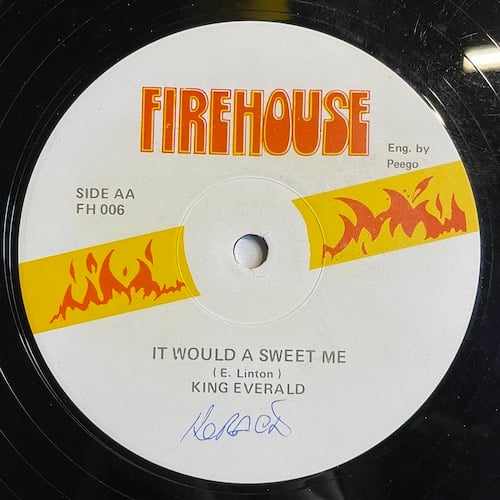 FIREHOUSE
Eng. by
Peego
SIDE AA
FH 006
IT WOULD A SWEET ME
( E. Linton )
KING EVERALD